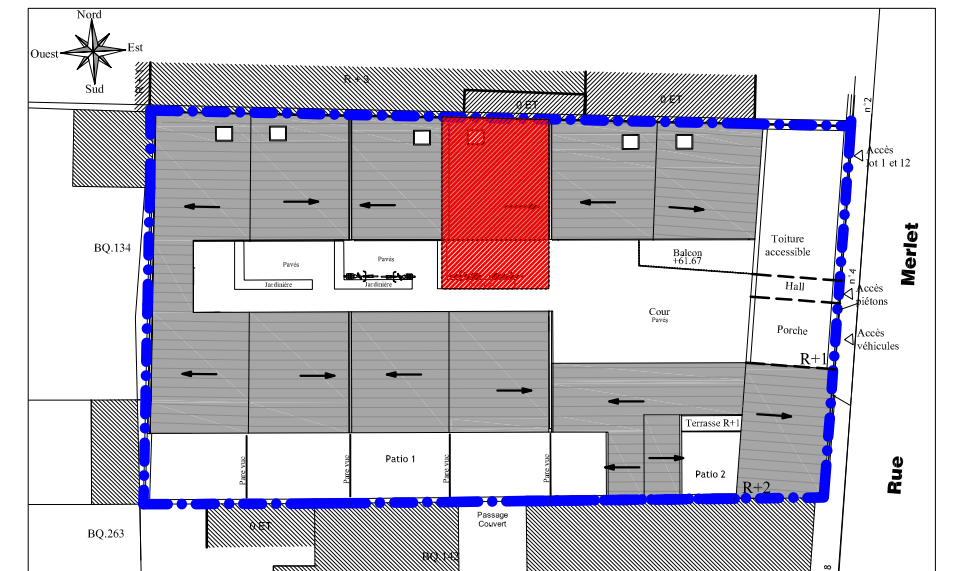 Nord
Ouest
Est
Sud
R + 3
0 ET
0 ET
n°2
Accès
lot 1 et 12
Merlet
BQ.134
Pavés
Jardinière
Pavés
Jardinière
Balcon
+61.67
Toiture
accessible
n°4
Hall
Accès
piétons
Cour
Pavés
Porche
Accès
véhicules
R+1
Terrasse R+1
Pare vue
Patio 1
Pare vue
Pare vue
Pare vue
Patio 2
R+2
Rue
Passage
Couvert
0 ET
BQ.263
BQ.142
8